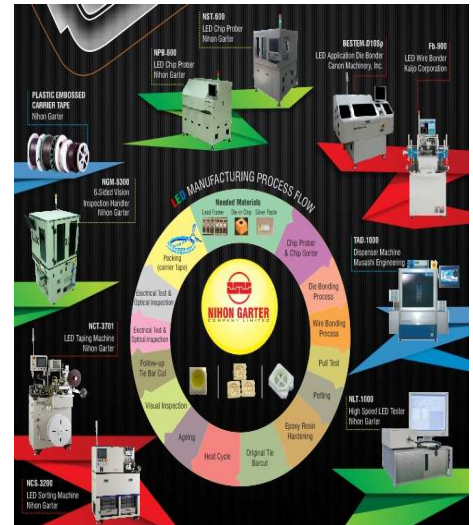 NST-600
LED Chip Prober
Nihon Garter
NPB-600
LED Chip Prober
Nihon Garter
BESTEM-D10Sp
LED Application Die Bonder
Canon Machinery, Inc.
Fb-900
LED Wire Bonder
Kaijo Corporation
PLASTIC EMBOSSED
CARRIER TAPE
Nihon Garter
NGM-6300
6-Sided Vision
Inspection Handler
Nihon Garter
TAD-1000
Dispenser Machine
Musashi Engineering
NCT-3701
LED Taping Machine
Nihon Garter
NLT-1000
High Speed LED Tester
Nihon Garter
NCS-3200
LED Sorting Machine
Nihon Garter
LED MANUFACTURING PROCESS FLOW
Needed Materials
Lead Frame
Die or Chip
Silver Paste
Chip Prober
& Chip Sorter
Die Bonding
Process
Wire Bonding
Process
Pull Test
Potting
Epoxy Resin
Hardening
Original Tie
Barcut
Heat Cycle
Ageing
Visual Inspection
Follow-up
Tie Bar Cut
Electrical Test &
Optical Inspection
Electrical Test &
Optical Inspection
Packing
(carrier Tape)
NIHON GARTER
COMPANY LIMITED